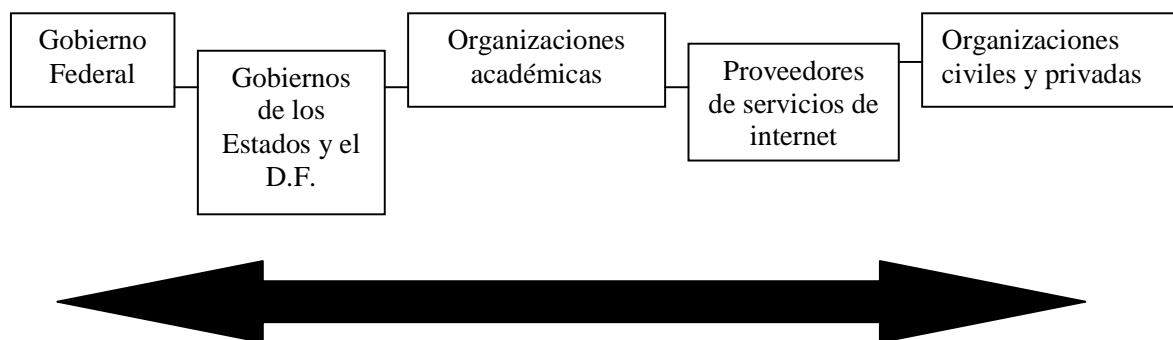 Gobierno
Federal
Gobiernos
de los
Estados y el
D.F.
Organizaciones
académicas
Proveedores
de servicios de
internet
Organizaciones
civiles y privadas